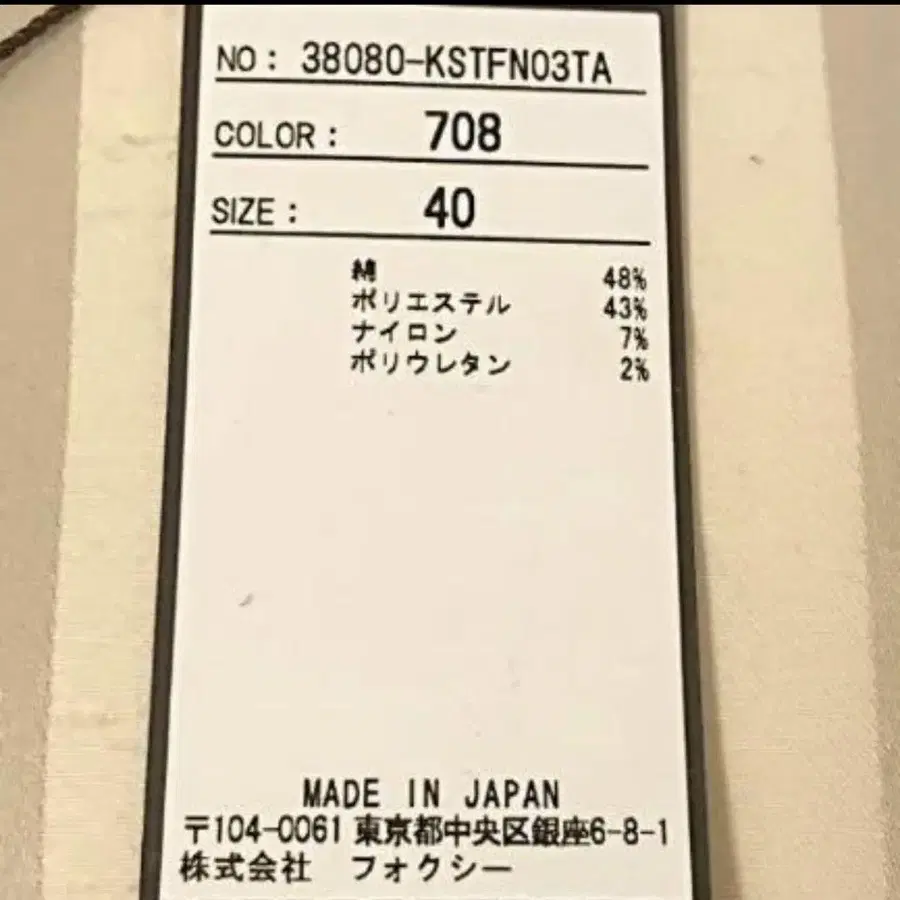 NO: 38080-KSTFN03TA
COLOR: 708
SIZE: 40
綿 48%
ポリエステル 43%
ナイロン 7%
ポリウレタン 2%
MADE IN JAPAN
〒104-0061 東京都中央区銀座6-8-1
株式会社 フォクシー